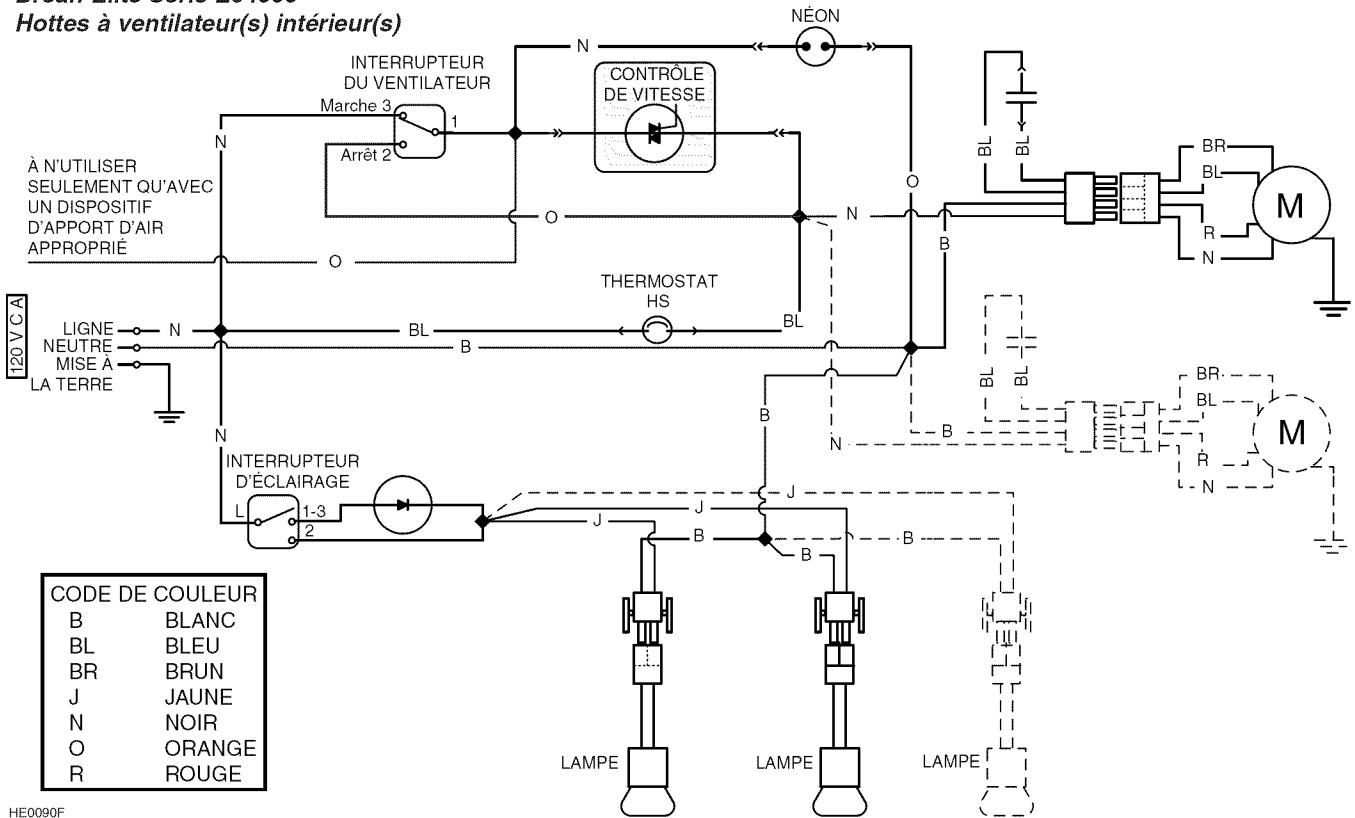 Hottes à ventilateur(s) intérieur(s)
NÉON
N
INTERRUPTEUR
DU VENTILATEUR
CONTRÔLE
DE VITESSE
Marche 3
1
Arrêt 2
N
BL
BL
BR
BL
M
R
N
À N'UTILISER
SEULEMENT QU'AVEC
UN DISPOSITIF
D'APPORT D'AIR
APPROPRIÉ
O
O
N
B
O
THERMOSTAT
HS
BL
120 V C A
LIGNE
N
BL
NEUTRE
B
MISE À
LA TERRE
BL
BL
BR
BL
M
R
N
B
B
N
N
INTERRUPTEUR
D'ÉCLAIRAGE
L
1-3
2
J
J
J
B
B
B
CODE DE COULEUR
B BLANC
BL BLEU
BR BRUN
J JAUNE
N NOIR
O ORANGE
R ROUGE
LAMPE
LAMPE
LAMPE
HE0090F